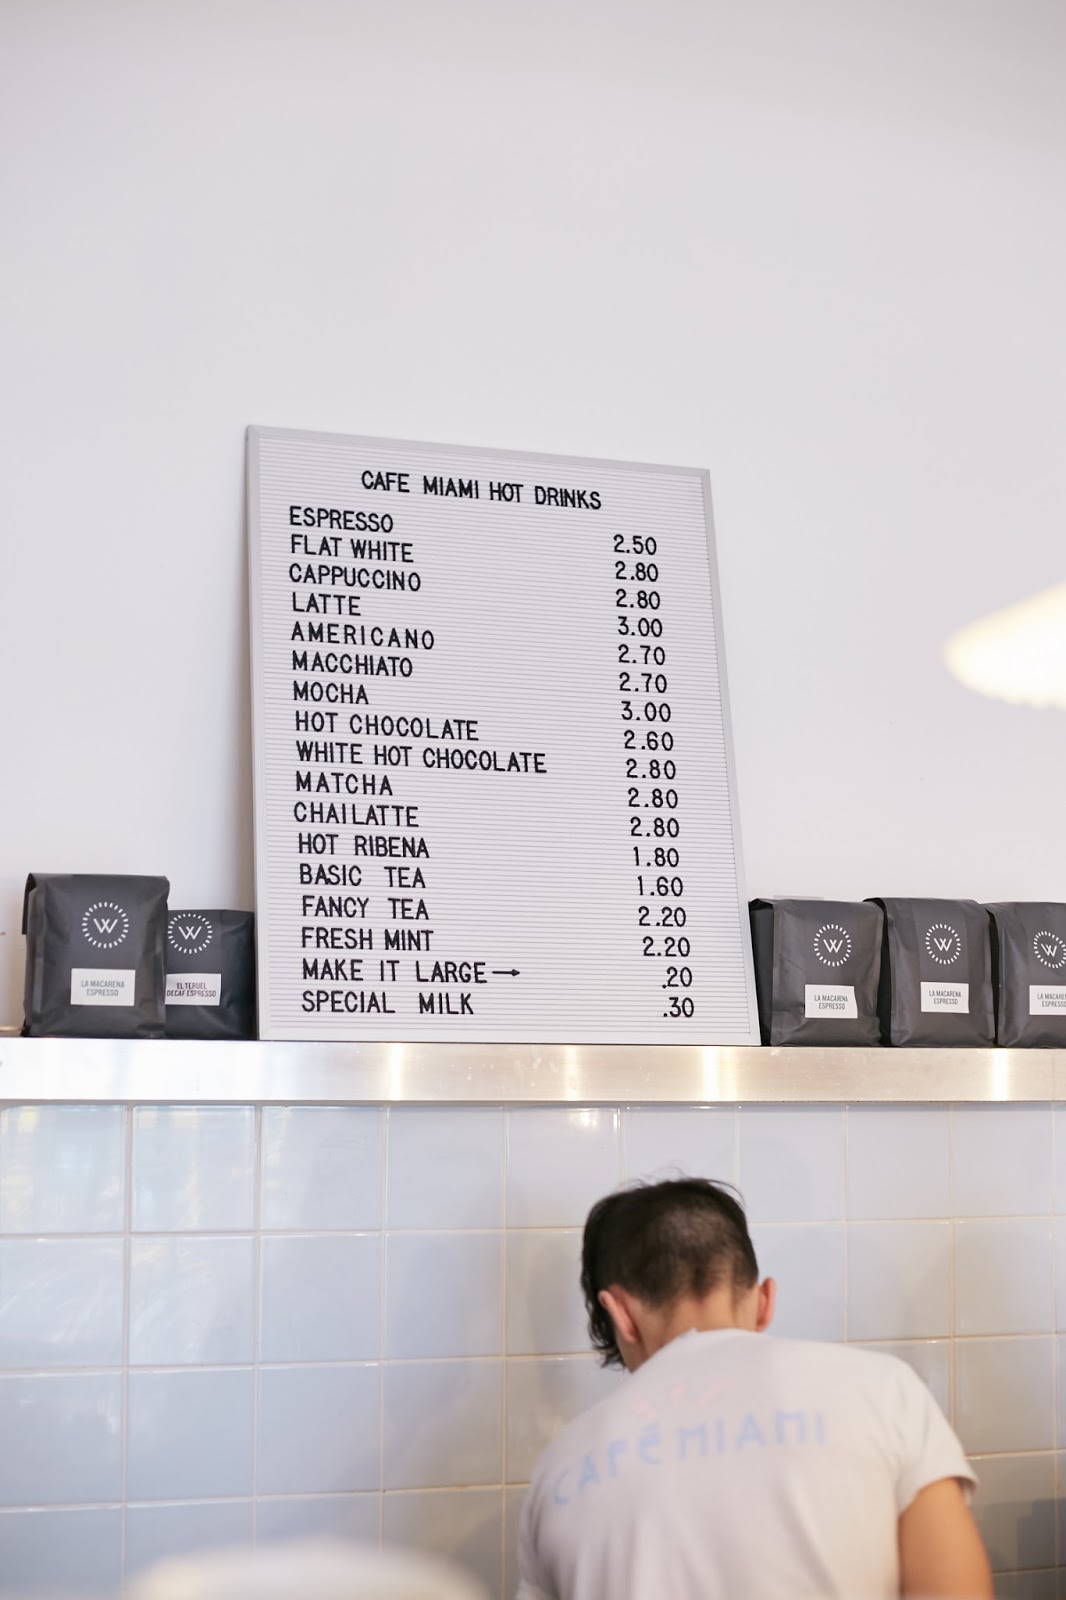 CAFE MIAMI HOT DRINKS
ESPRESSO 2.50
FLAT WHITE 2.80
CAPPUCCINO 2.80
LATTE 3.00
AMERICANO 2.70
MACCHIATO 2.70
MOCHA 3.00
HOT CHOCOLATE 2.60
WHITE HOT CHOCOLATE 2.80
MATCHA 2.80
CHAILATTE 2.80
HOT RIBENA 1.80
BASIC TEA 1.60
FANCY TEA 2.20
FRESH MINT 2.20
MAKE IT LARGE→ .20
SPECIAL MILK .30
W
LA MACARENA
ESPRESSO
W
EL TERUEL
DECAF ESPRESSO
W
LA MACARENA
ESPRESSO
W
LA MACARENA
ESPRESSO
W
LA MACARE
ESPRESS
CAFÉ MIAMI